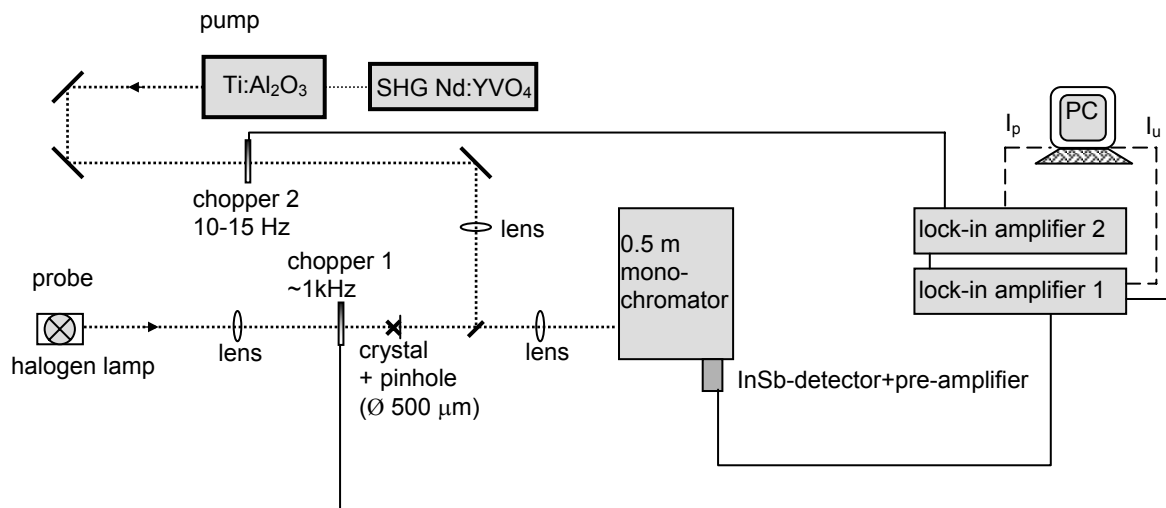 pump
Ti:Al₂O₃
SHG Nd:YVO₄
PC
Iₚ
Iᵤ
chopper 2
10-15 Hz
lens
0.5 m
mono-
chromator
lock-in amplifier 2
lock-in amplifier 1
probe
chopper 1
~1kHz
halogen lamp
lens
crystal
+ pinhole
(Ø 500 μm)
lens
InSb-detector+pre-amplifier